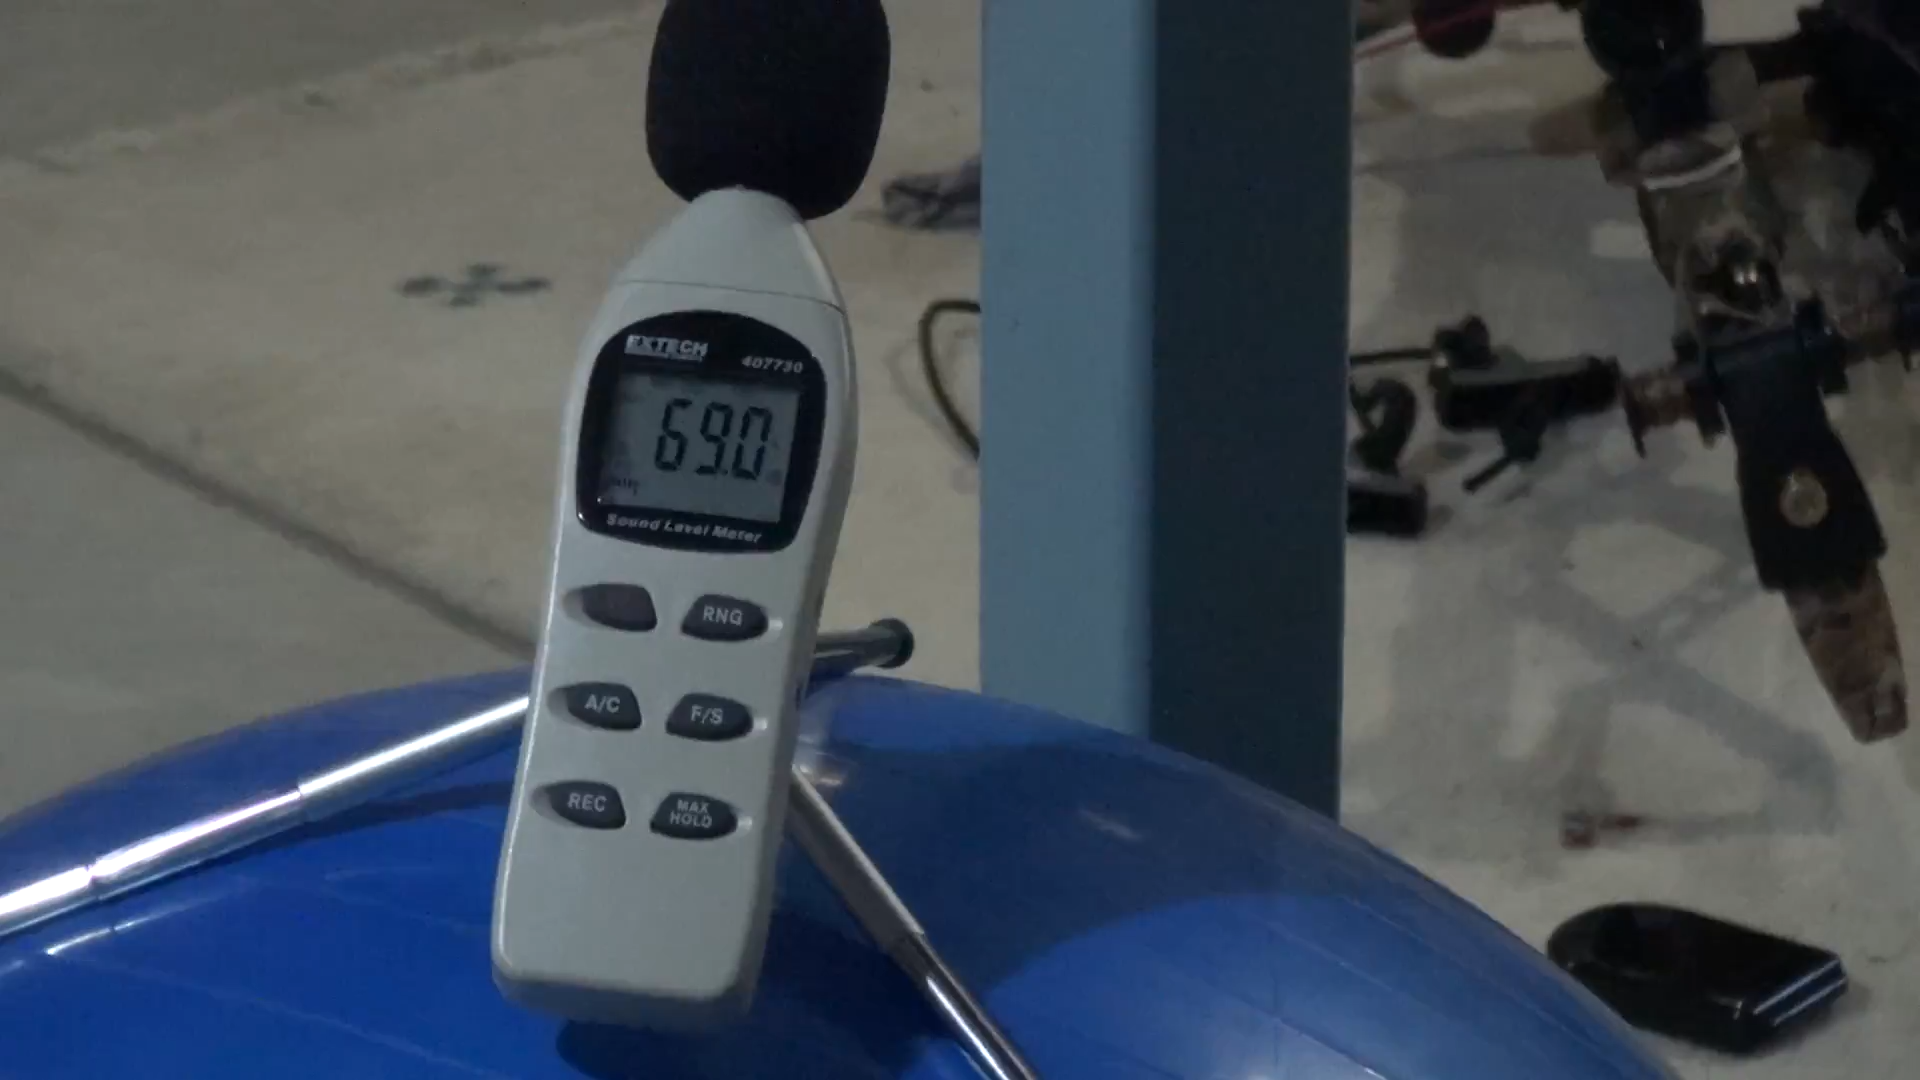 EXTECH
407730
69.0
Sound Level Meter
RNG
A/C
F/S
REC
MAX
HOLD